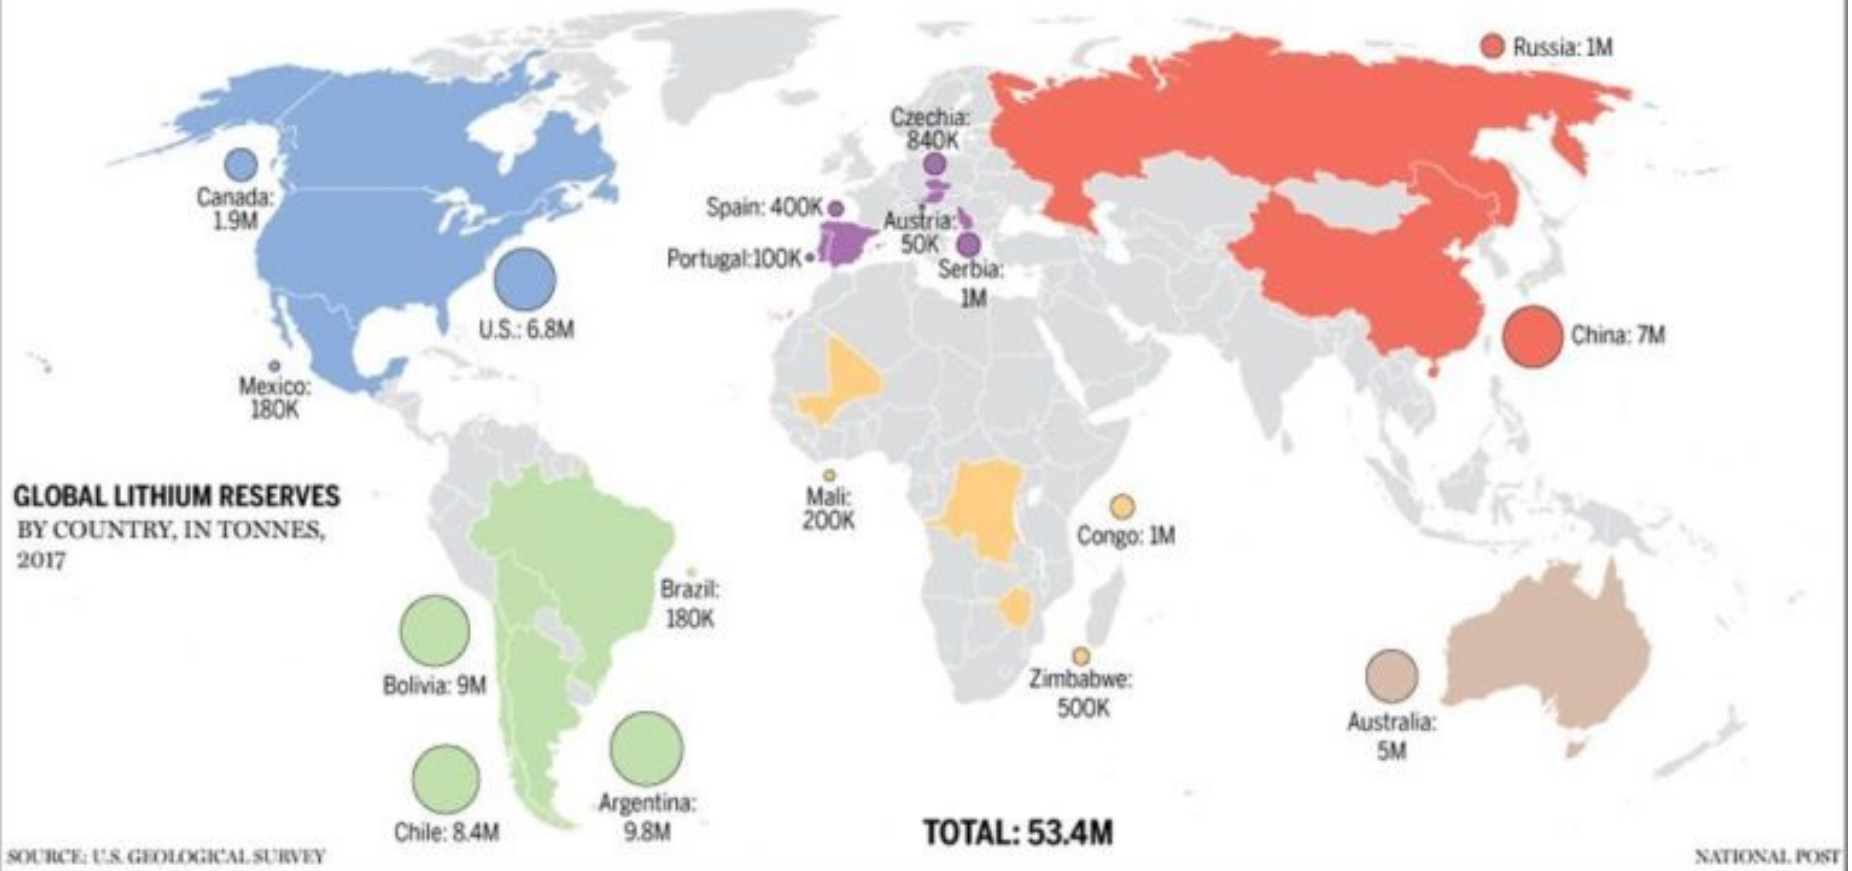 Russia: 1M
Czechia:
840K
Canada:
1.9M
Spain: 400K
Austria:
50K
Portugal:100K
Serbia:
1M
U.S.: 6.8M
China: 7M
Mexico:
180K
GLOBAL LITHIUM RESERVES
BY COUNTRY, IN TONNES,
2017
Mali:
200K
Congo: 1M
Brazil:
180K
Bolivia: 9M
Zimbabwe:
500K
Australia:
5M
Argentina:
9.8M
Chile: 8.4M
TOTAL: 53.4M
SOURCE: U.S. GEOLOGICAL SURVEY
NATIONAL POST